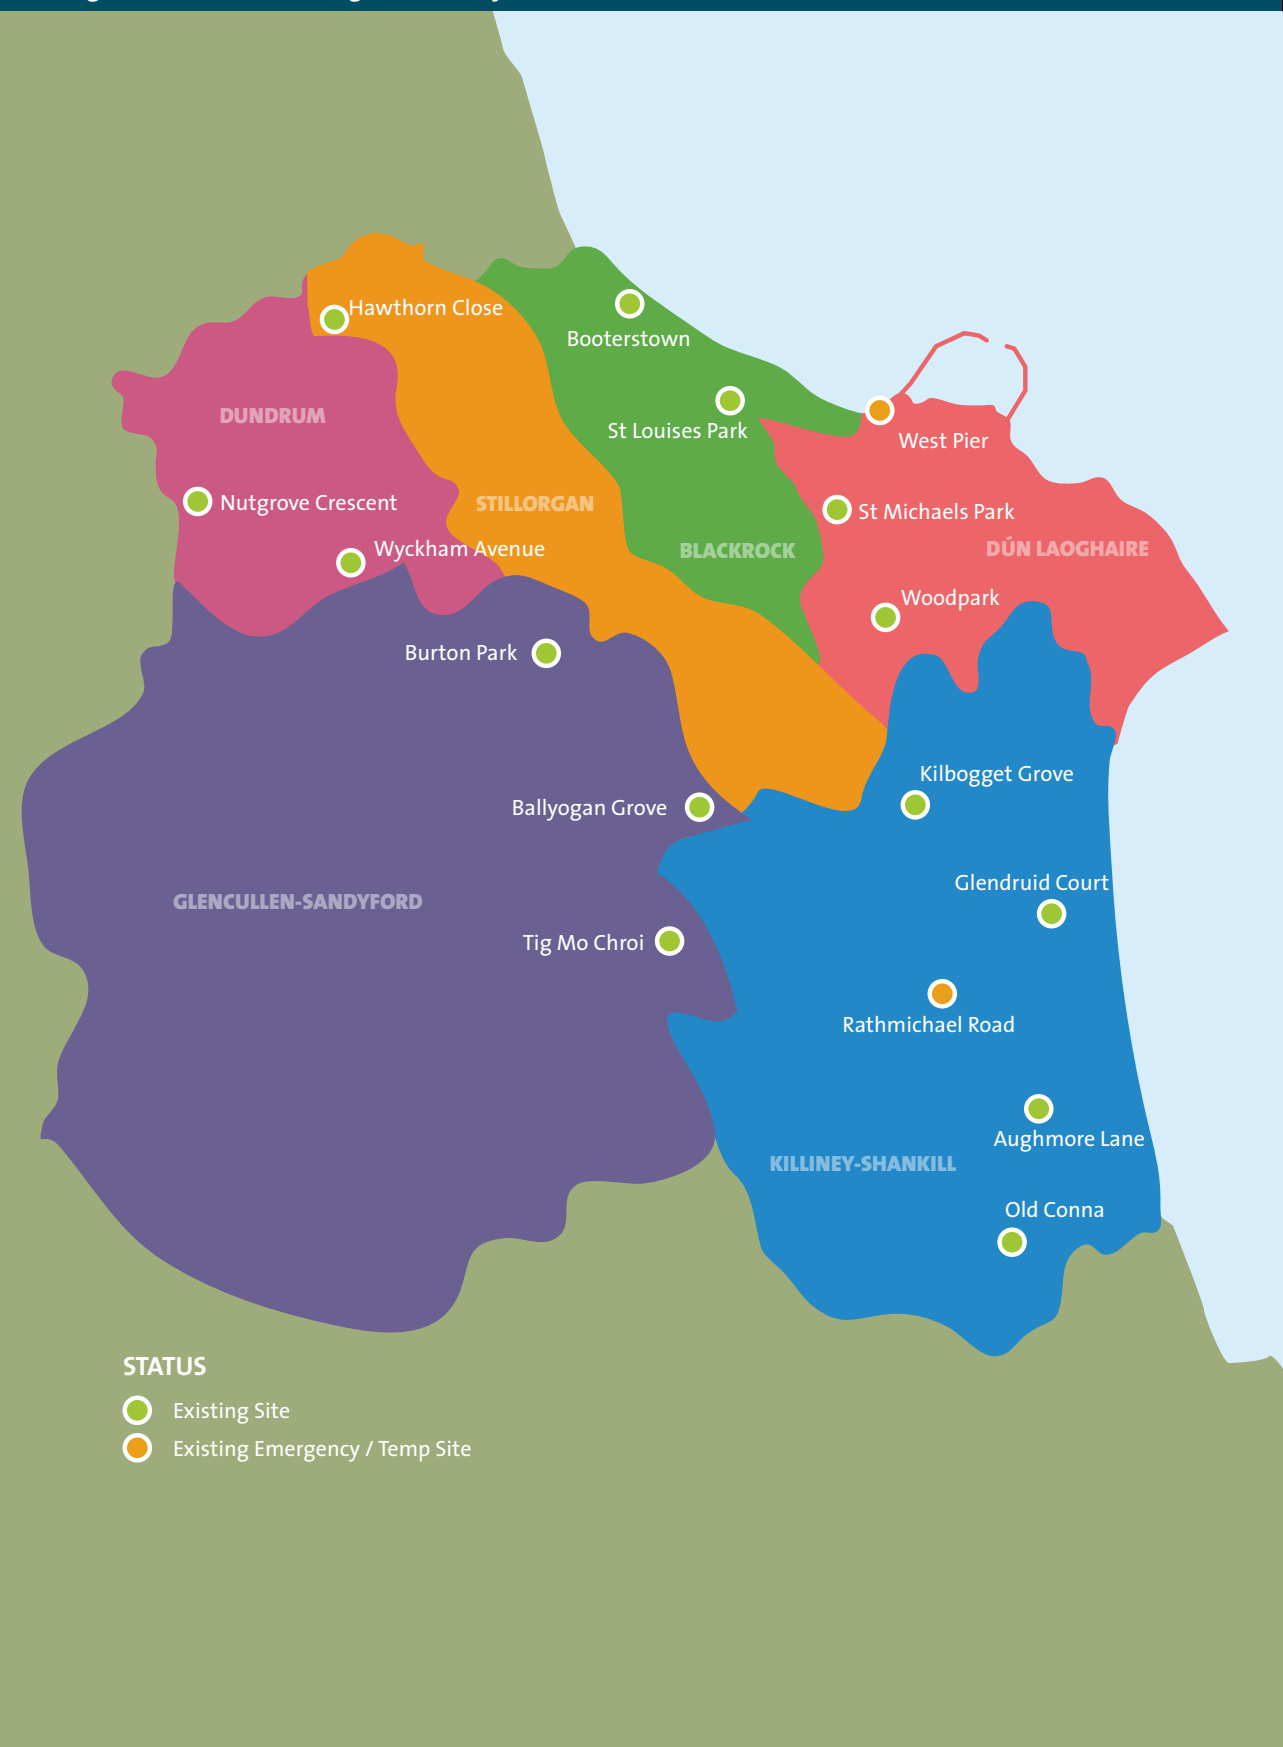 Hawthorn Close
Booterstown
DUNDRUM
St Louises Park
West Pier
Nutgrove Crescent
STILLORGAN
St Michaels Park
Wyckham Avenue
BLACKROCK
DÚN LAOGHAIRE
Woodpark
Burton Park
Kilbogget Grove
Ballyogan Grove
Glendruid Court
GLENCULLEN-SANDYFORD
Tig Mo Chroi
Rathmichael Road
Aughmore Lane
KILLINEY-SHANKILL
Old Conna
STATUS
Existing Site
Existing Emergency / Temp Site